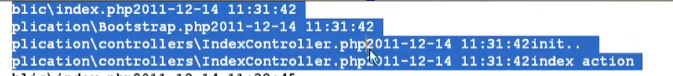 blic\index.php2011-12-14 11:31:42
plication\Bootstrap.php2011-12-14 11:31:42
plication\controllers\IndexController.php2011-12-14 11:31:42init..
plication\controllers\IndexController.php2011-12-14 11:31:42index action